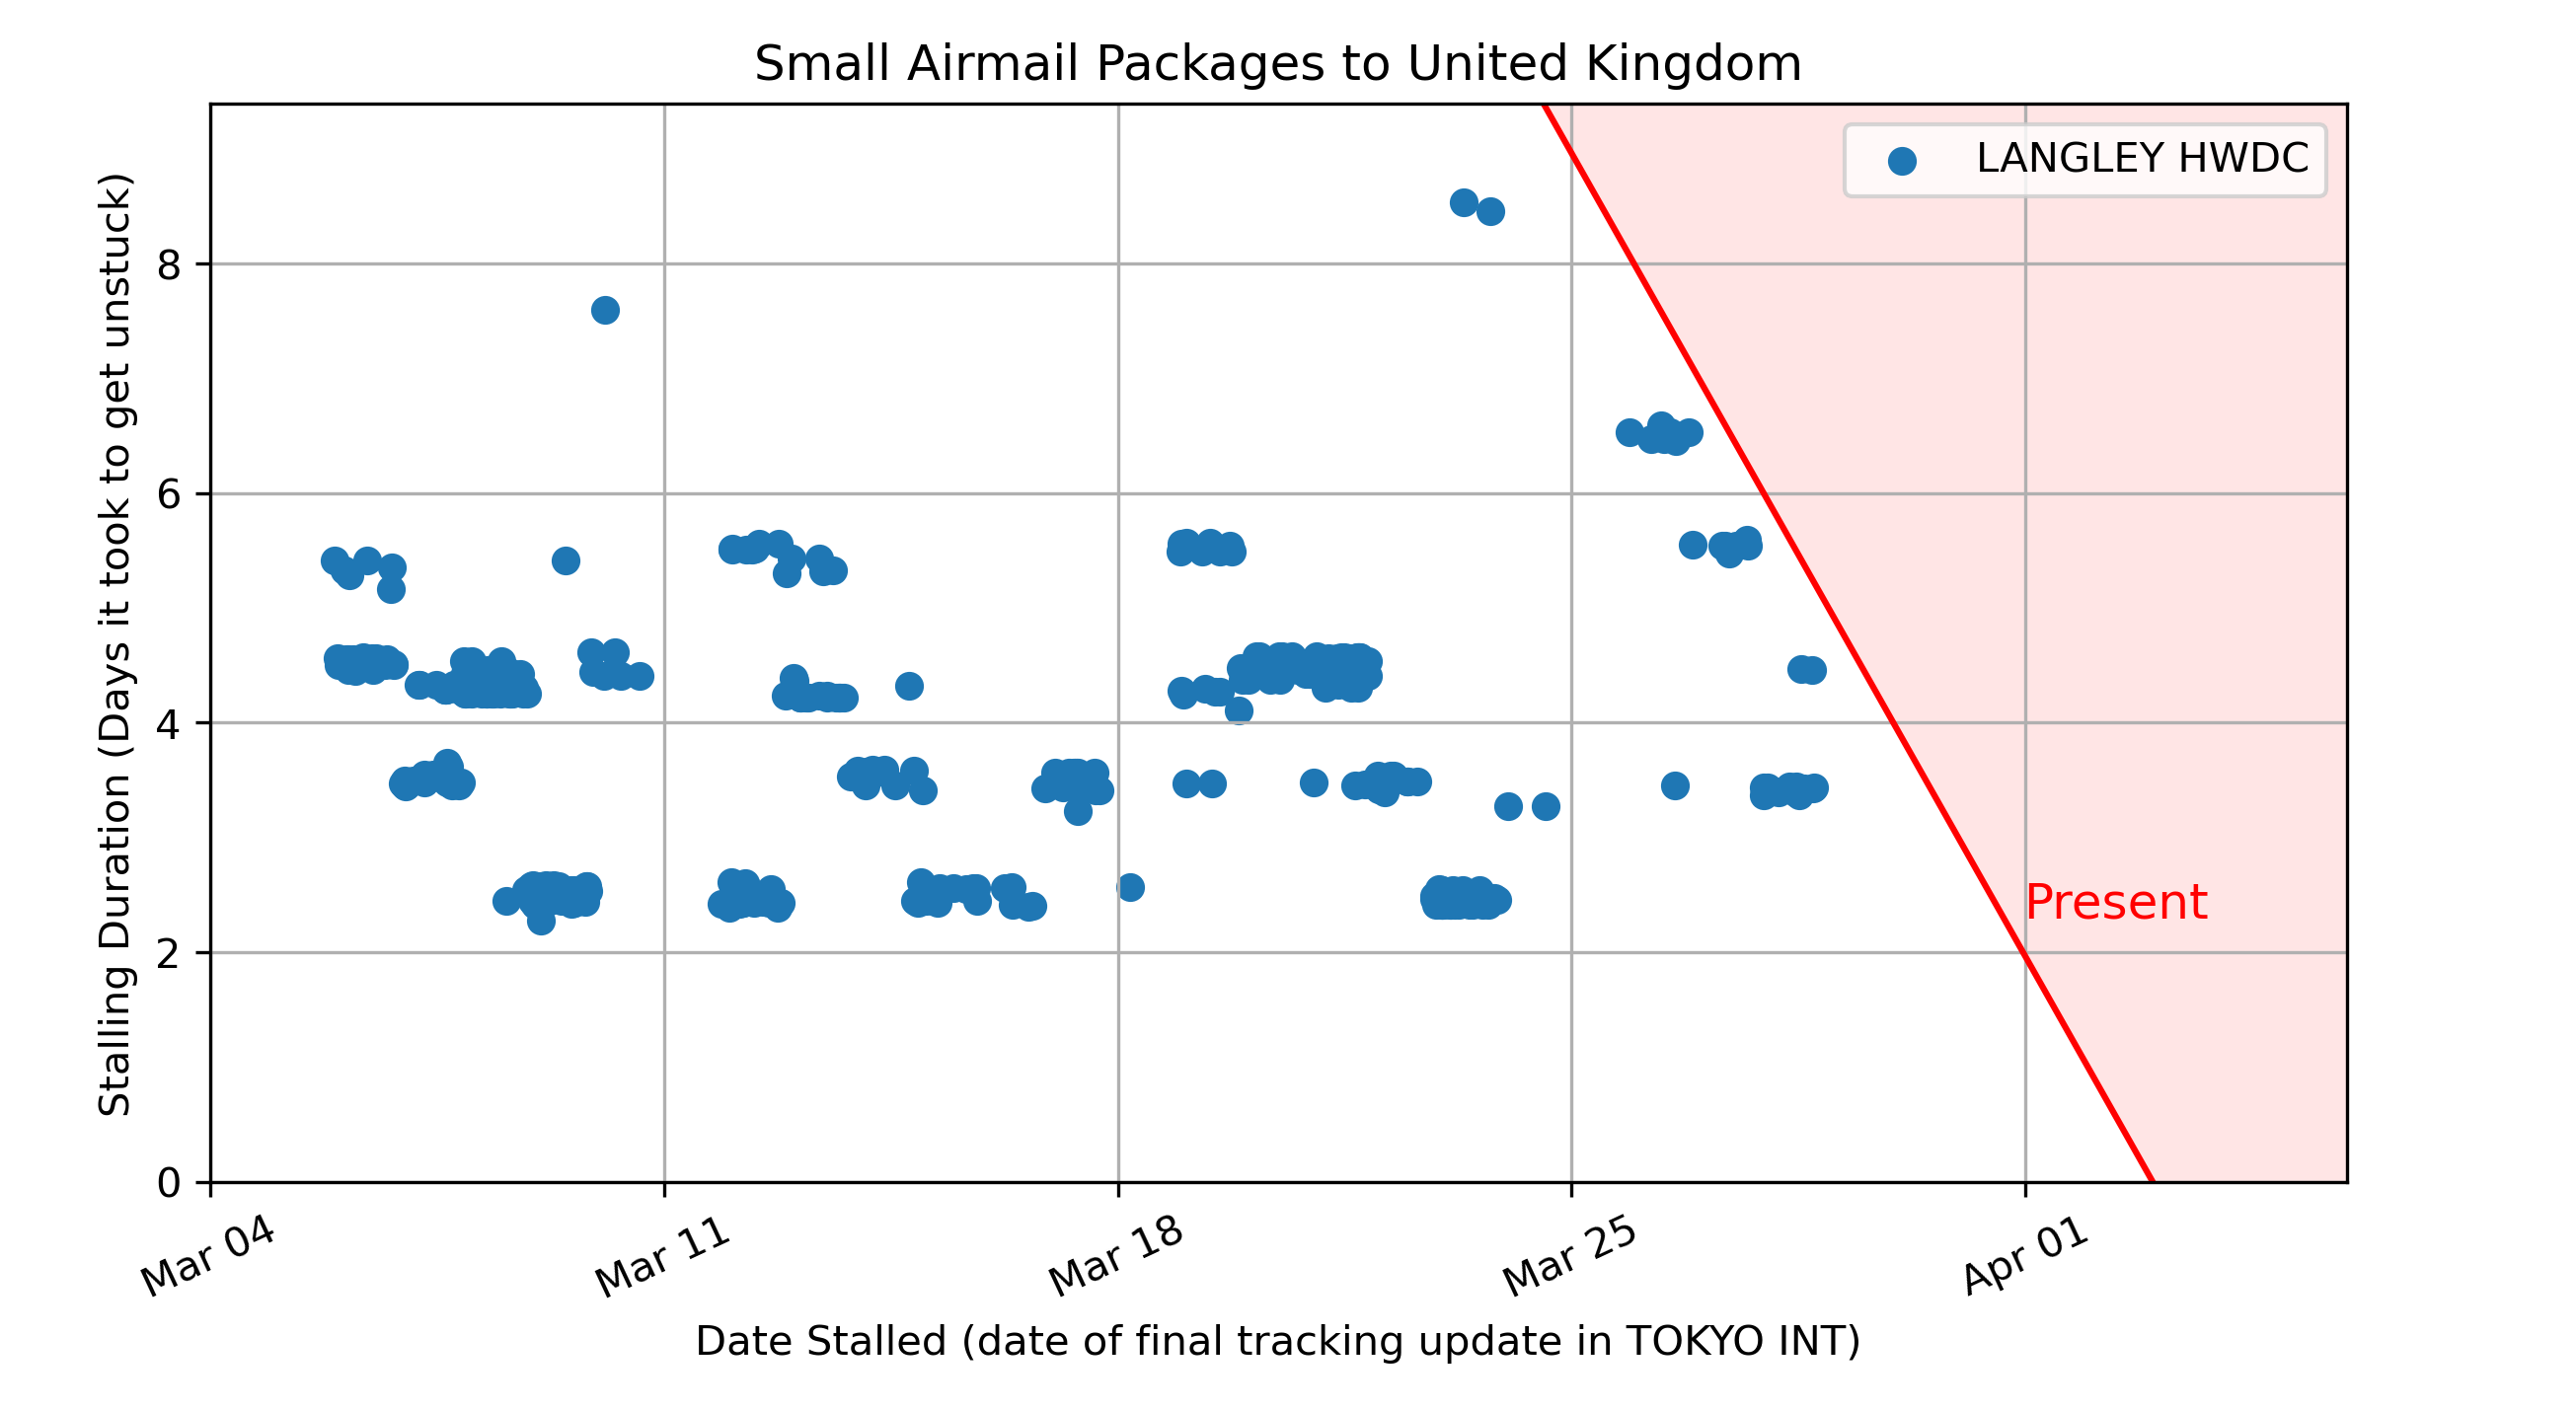 Small Airmail Packages to United Kingdom
LANGLEY HWDC
Stalling Duration (Days it took to get unstuck)
8
6
4
2
0
Present
Mar 04
Mar 11
Mar 18
Mar 25
Apr 01
Date Stalled (date of final tracking update in TOKYO INT)